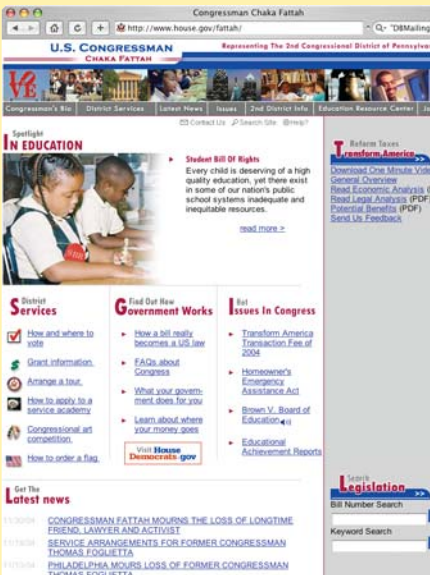 Congressman Chaka Fattah
http://www.house.gov/fattah/
Q- "DBMailing
U.S. CONGRESSMAN
CHAKA FATTAH
Representing The 2nd Congressional District of Pennsylva
Congressman's Bio
District Services
Latest News
Issues
2nd District Info
Education Resource Center
Contact Us
Search Site
Help?
Spotlight
IN EDUCATION
Student Bill Of Rights
Every child is deserving of a high
quality education, yet there exist
in some of our nation's public
school systems inadequate and
inequitable resources.
read more >
Reform Taxes
Transform America
>>
Download One Minute Vide
General Overview
Read Economic Analysis (
Read Legal Analysis (PDF
Potential Benefits (PDF)
Send Us Feedback
District
Services
How and where to
vote
Grant information
Arrange a tour
How to apply to a
service academy
Congressional art
competition
How to order a flag
Find Out How
Government Works
How a bill really
becomes a US law
FAQs about
Congress
What your govern-
ment does for you
Learn about where
your money goes
Visit House
Democrats.gov
Hot
Issues In Congress
Transform America
Transaction Fee of
2004
Homeowner's
Emergency
Assistance Act
Brown V. Board of
Education
Educational
Achievement Reports
Search
Legislation
>>
Bill Number Search
Keyword Search
Get The
Latest news
CONGRESSMAN FATTAH MOURNS THE LOSS OF LONGTIME
FRIEND, LAWYER AND ACTIVIST
SERVICE ARRANGEMENTS FOR FORMER CONGRESSMAN
THOMAS FOGLIETTA
PHILADELPHIA MOURS LOSS OF FORMER CONGRESSMAN
THOMAS FOGLIETTA